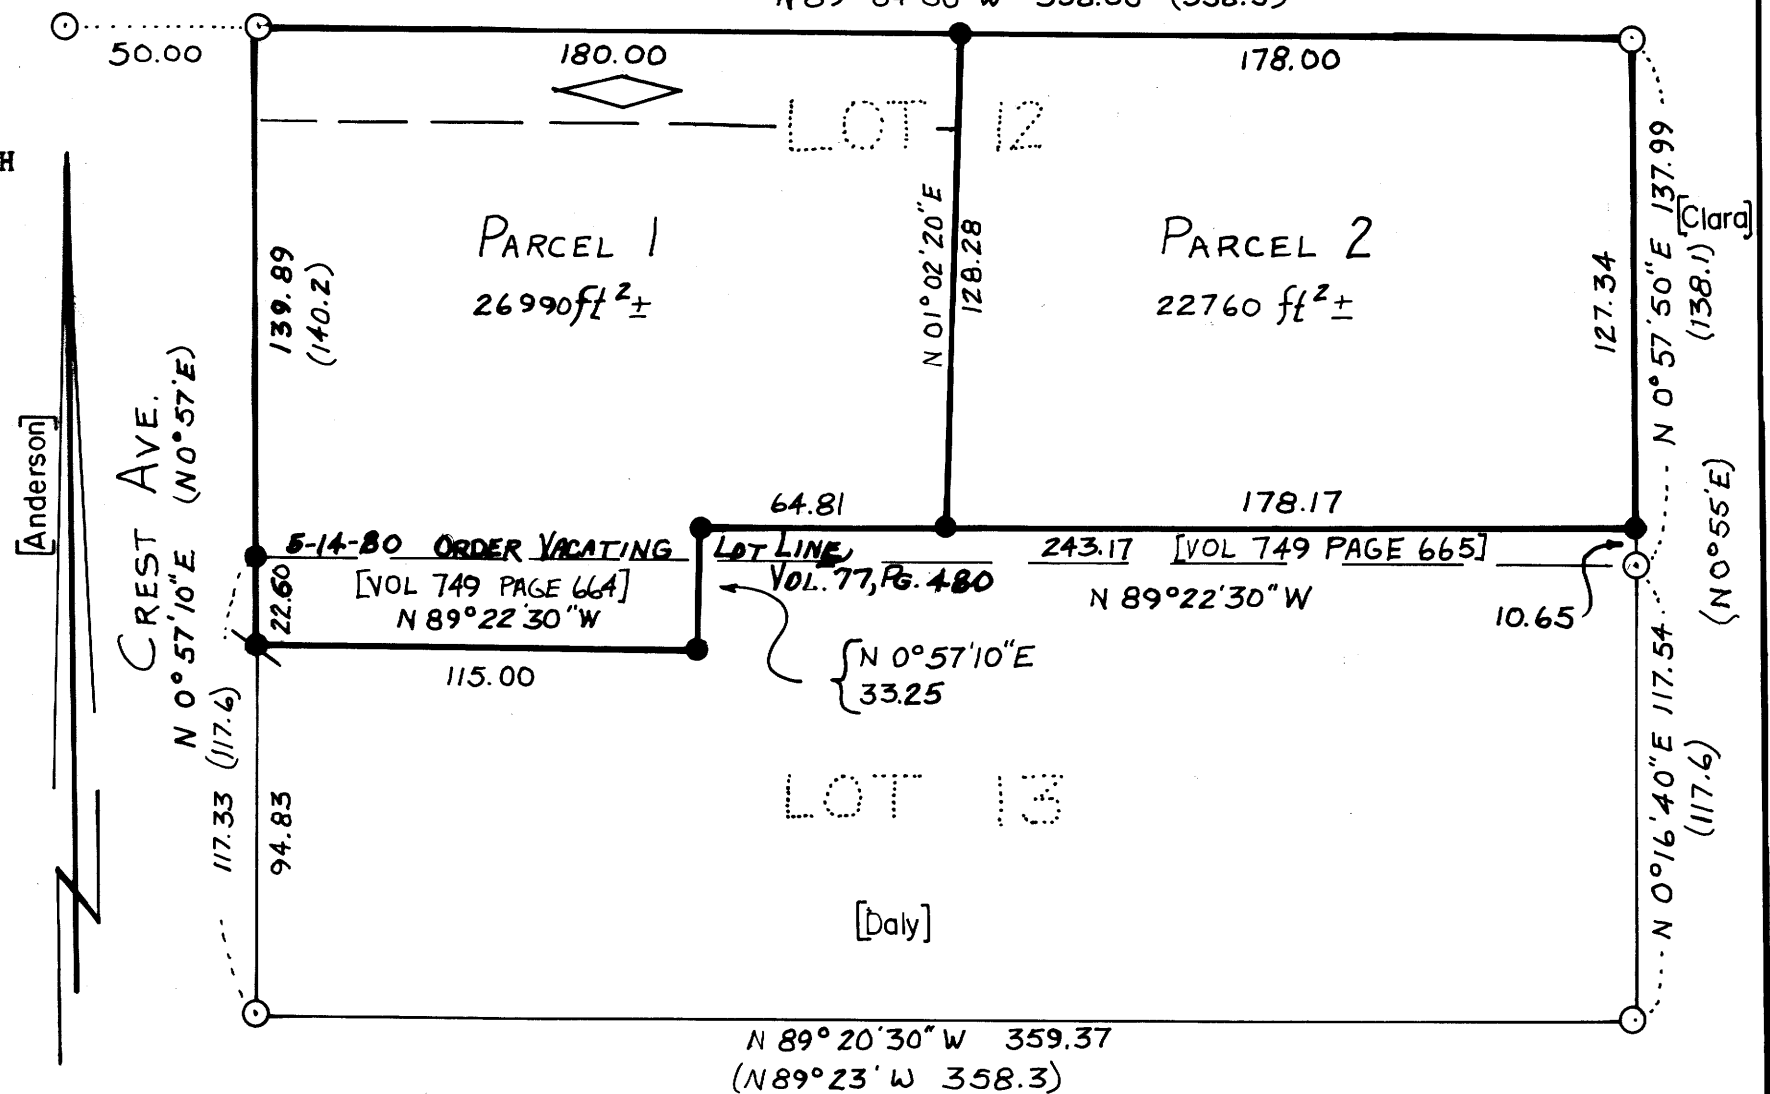 50.00
180.00
178.00
LOT 12
H
PARCEL 1
26990 ft² ±
PARCEL 2
22760 ft² ±
139.89
(140.2)
N 01°02'20"E
128.28
127.34
N 0°57'50"E 137.99
(138.1)
[Clara]
[Anderson]
CREST AVE.
N 0°57'10"E (N0°57'E)
64.81
178.17
5-14-80 ORDER VACATING LOT LINE,
VOL. 77, PG. 480
[VOL 749 PAGE 664]
N 89°22'30"W
243.17 [VOL 749 PAGE 665]
N 89°22'30"W
22.60
10.65
(N0°55'E)
115.00
{N 0°57'10"E
33.25
117.33 (117.6)
94.83
LOT 13
N 0°16'40"E 117.54
(117.6)
[Daly]
N 89°20'30"W 359.37
(N89°23'W 358.3)